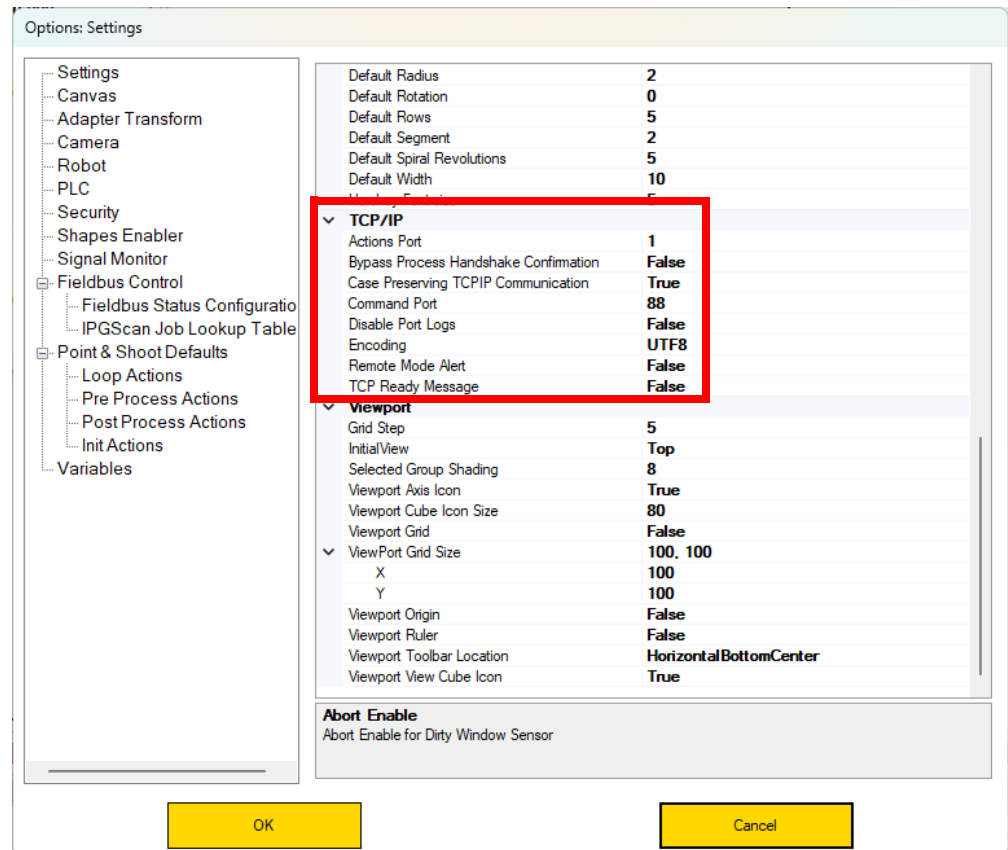 Options: Settings
Settings
Canvas
Adapter Transform
Camera
Robot
PLC
Security
Shapes Enabler
Signal Monitor
Fieldbus Control
Fieldbus Status Configuratio
IPGScan Job Lookup Table
Point & Shoot Defaults
Loop Actions
Pre Process Actions
Post Process Actions
Init Actions
Variables
Default Radius 2
Default Rotation 0
Default Rows 5
Default Segment 2
Default Spiral Revolutions 5
Default Width 10
TCP/IP
Actions Port 1
Bypass Process Handshake Confirmation False
Case Preserving TCPIP Communication True
Command Port 88
Disable Port Logs False
Encoding UTF8
Remote Mode Alert False
TCP Ready Message False
Viewport
Grid Step 5
InitialView Top
Selected Group Shading 8
Viewport Axis Icon True
Viewport Cube Icon Size 80
Viewport Grid False
ViewPort Grid Size 100, 100
X 100
Y 100
Viewport Origin False
Viewport Ruler False
Viewport Toolbar Location HorizontalBottomCenter
Viewport View Cube Icon True
Abort Enable
Abort Enable for Dirty Window Sensor
OK Cancel